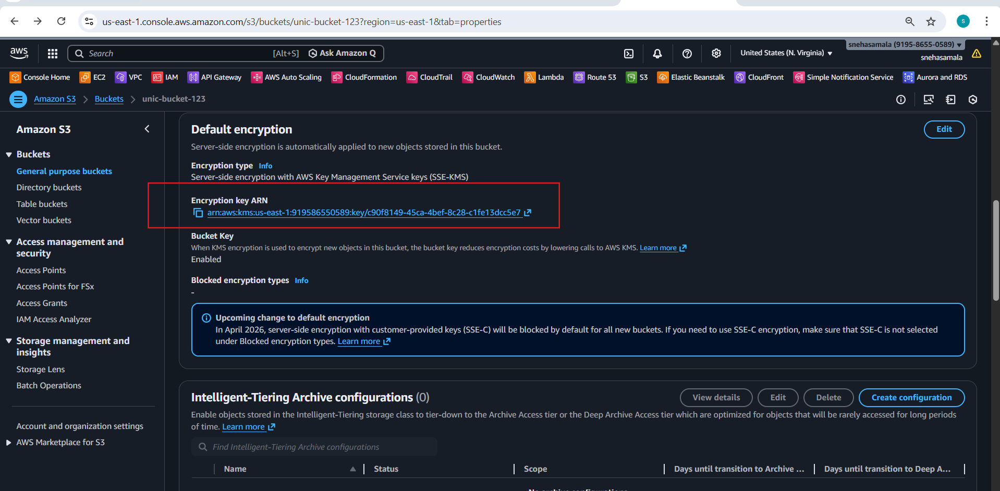 us-east-1.console.aws.amazon.com/s3/buckets/unic-bucket-123?region=us-east-1&tab=properties
S
aws
Search
[Alt+S]
Ask Amazon Q
United States (N. Virginia)
snehasamala (9195-8655-0589)
snehasamala
Console Home
EC2
VPC
IAM
API Gateway
AWS Auto Scaling
CloudFormation
CloudTrail
CloudWatch
Lambda
Route 53
S3
Elastic Beanstalk
CloudFront
Simple Notification Service
Aurora and RDS
Amazon S3
Buckets
unic-bucket-123
Amazon S3
Buckets
General purpose buckets
Directory buckets
Table buckets
Vector buckets
Access management and
security
Access Points
Access Points for FSx
Access Grants
IAM Access Analyzer
Storage management and
insights
Storage Lens
Batch Operations
Account and organization settings
AWS Marketplace for S3
Default encryption
Edit
Server-side encryption is automatically applied to new objects stored in this bucket.
Encryption type Info
Server-side encryption with AWS Key Management Service keys (SSE-KMS)
Encryption key ARN
arn:aws:kms:us-east-1:919586550589:key/c90f8149-45ca-4bef-8c28-c1fe13dcc5e7
Bucket Key
When KMS encryption is used to encrypt new objects in this bucket, the bucket key reduces encryption costs by lowering calls to AWS KMS. Learn more
Enabled
Blocked encryption types Info
-
Upcoming change to default encryption
In April 2026, server-side encryption with customer-provided keys (SSE-C) will be blocked by default for all new buckets. If you need to use SSE-C encryption, make sure that SSE-C is not selected
under Blocked encryption types. Learn more
Intelligent-Tiering Archive configurations (0)
View details
Edit
Delete
Create configuration
Enable objects stored in the Intelligent-Tiering storage class to tier-down to the Archive Access tier or the Deep Archive Access tier which are optimized for objects that will be rarely accessed for long periods
of time. Learn more
Find Intelligent-Tiering Archive configurations
Name
Status
Scope
Days until transition to Archive ...
Days until transition to Deep A...
No archive configurations